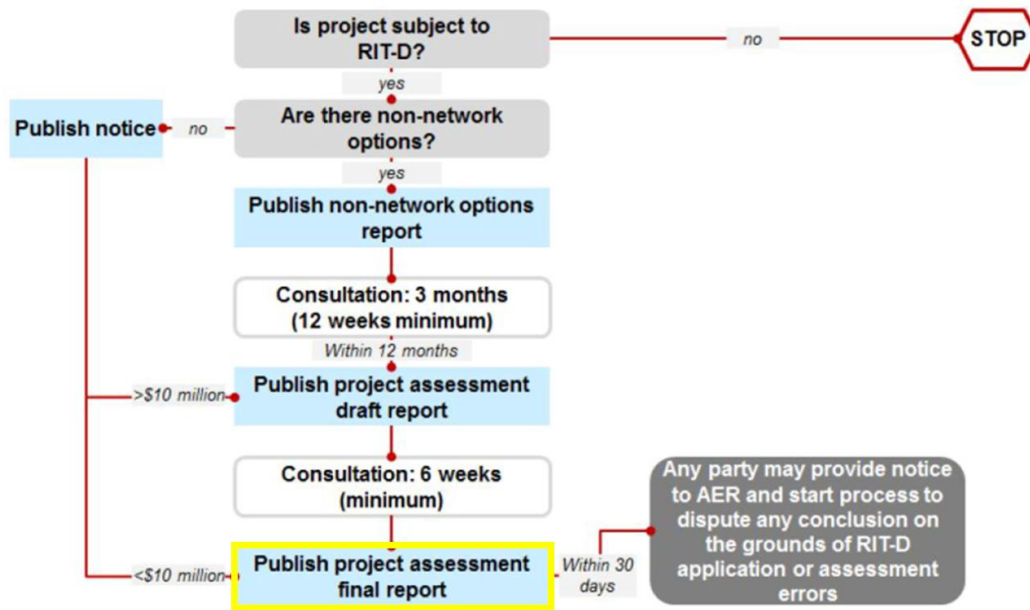 Is project subject to
RIT-D?
no
STOP
yes
Are there non-network
options?
no
Publish notice
yes
Publish non-network options
report
Consultation: 3 months
(12 weeks minimum)
Within 12 months
>$10 million
Publish project assessment
draft report
Consultation: 6 weeks
(minimum)
<$10 million
Publish project assessment
final report
Within 30
days
Any party may provide notice
to AER and start process to
dispute any conclusion on
the grounds of RIT-D
application or assessment
errors